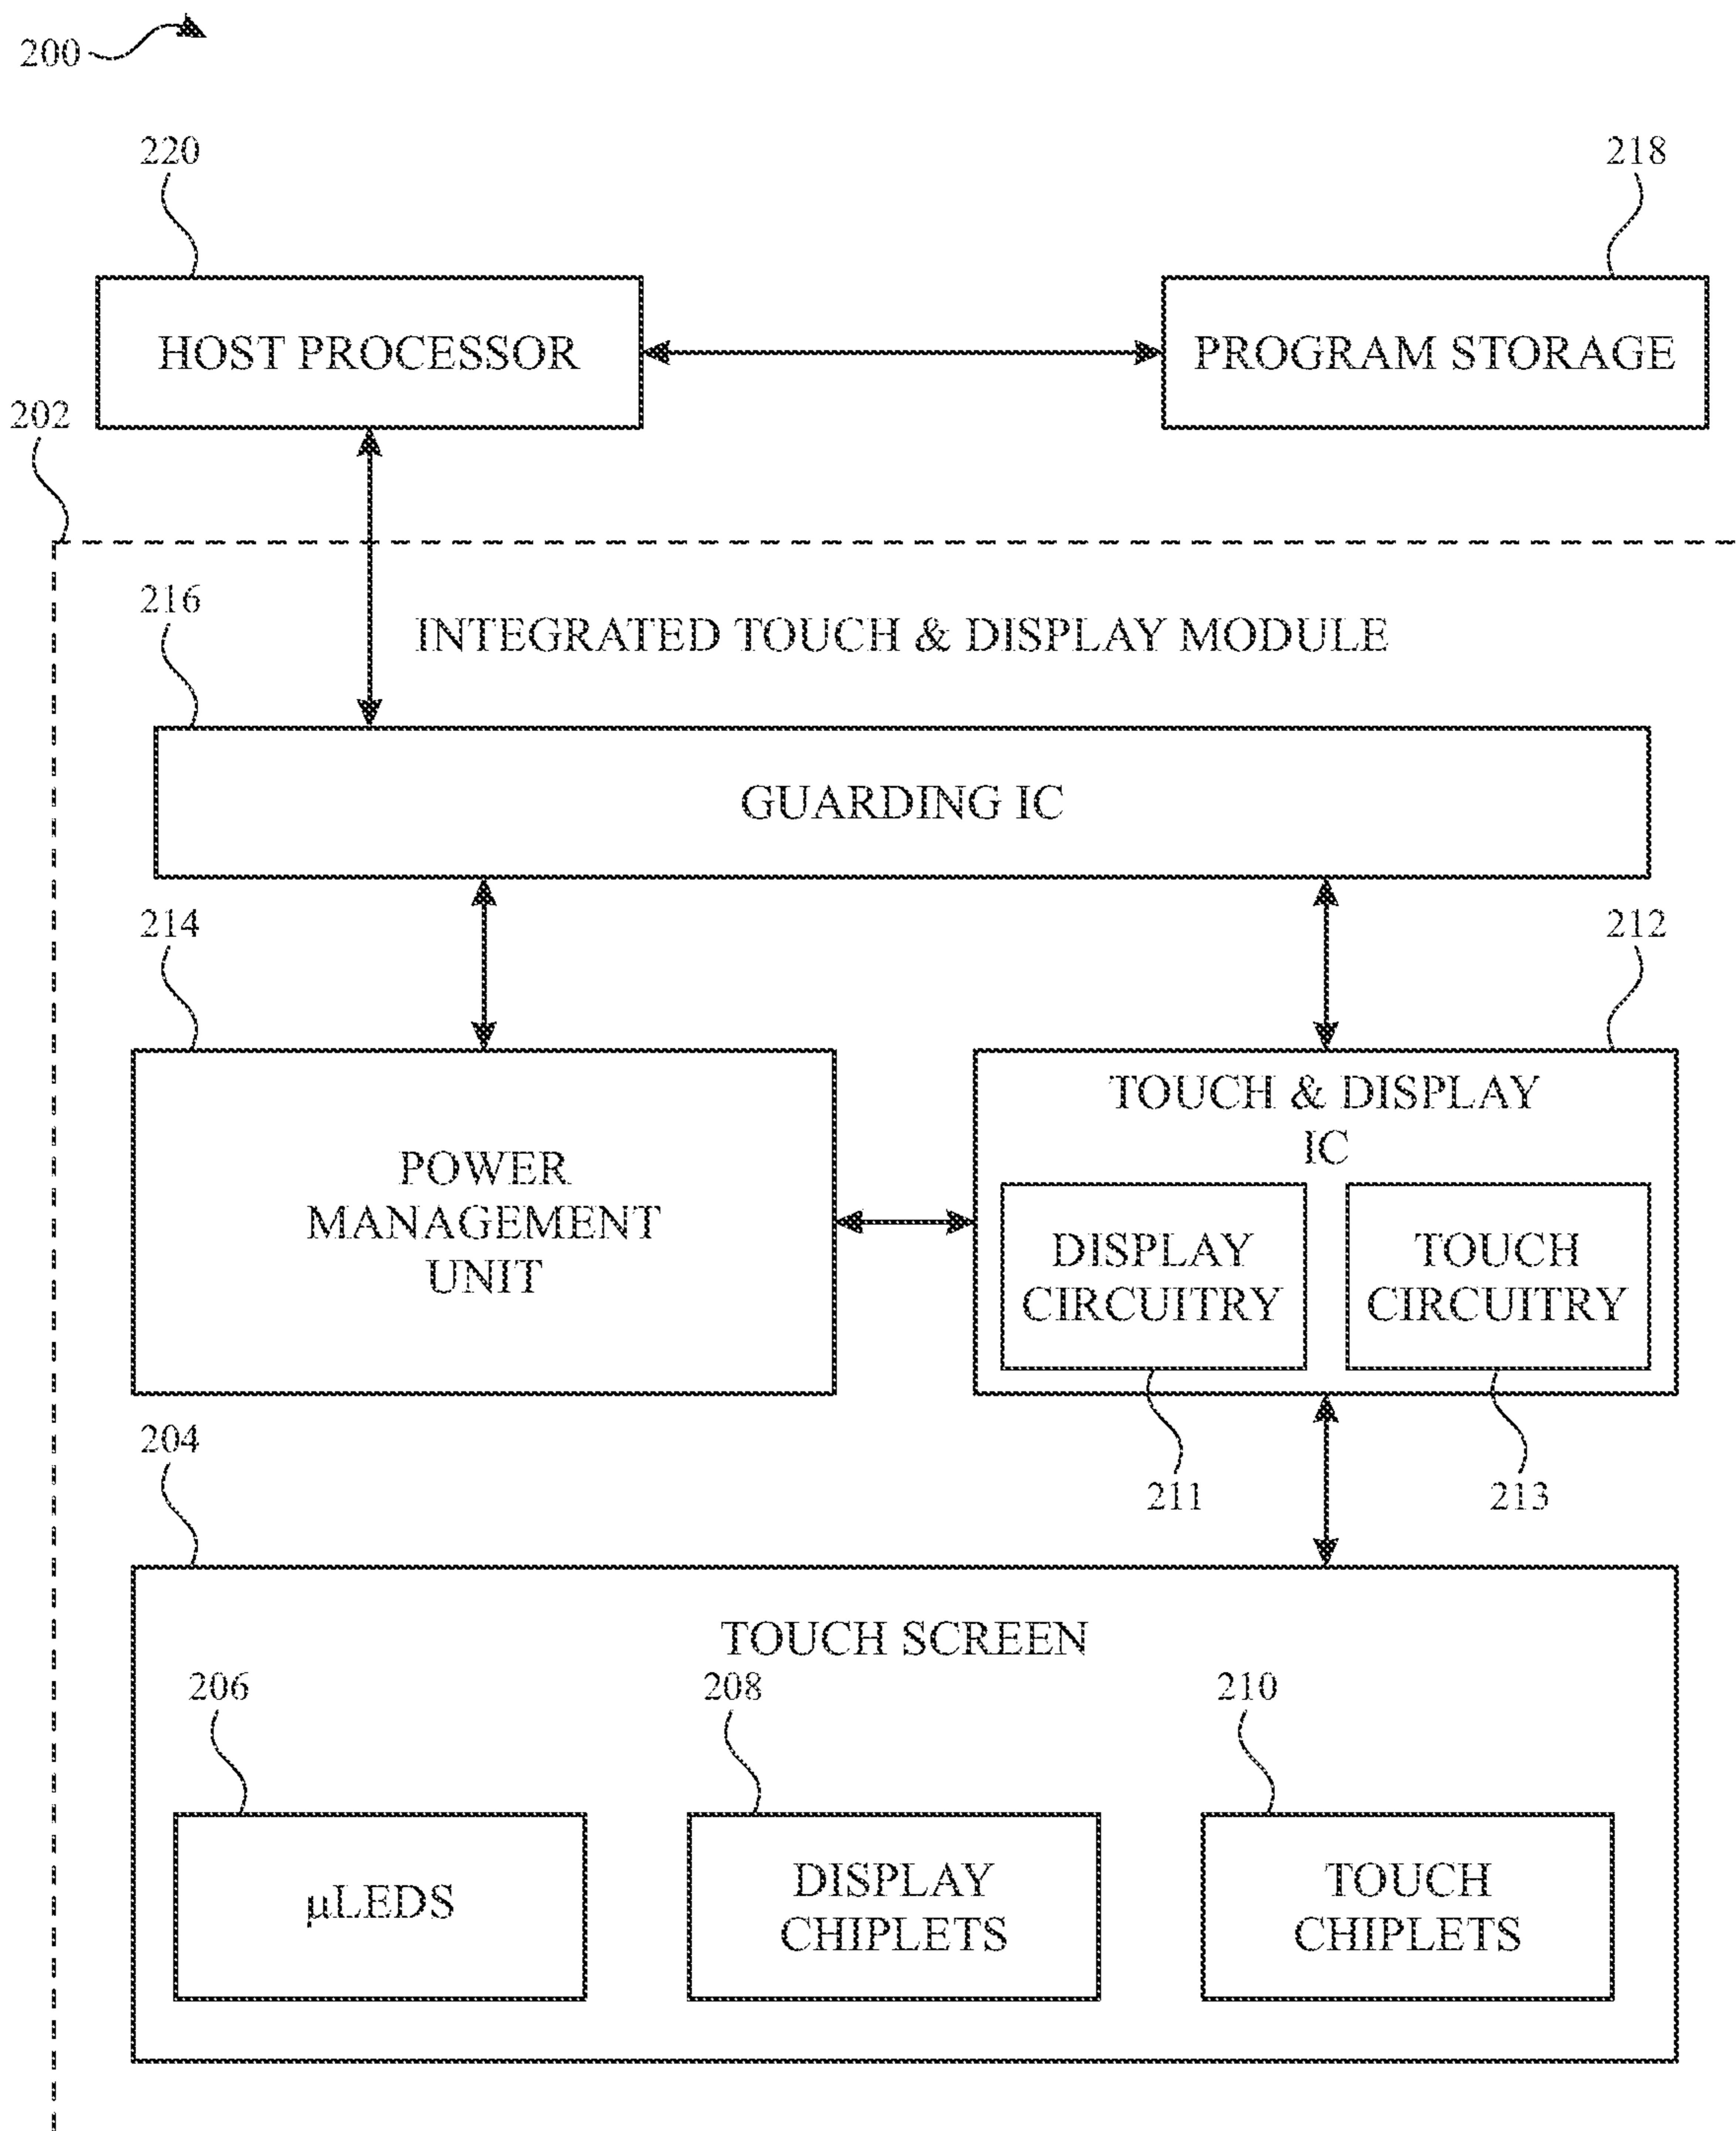 200
220
218
HOST PROCESSOR
PROGRAM STORAGE
202
216
INTEGRATED TOUCH & DISPLAY MODULE
GUARDING IC
214
212
POWER
MANAGEMENT
UNIT
TOUCH & DISPLAY
IC
DISPLAY
CIRCUITRY
TOUCH
CIRCUITRY
204
211
213
TOUCH SCREEN
206
208
210
µLEDS
DISPLAY
CHIPLETS
TOUCH
CHIPLETS